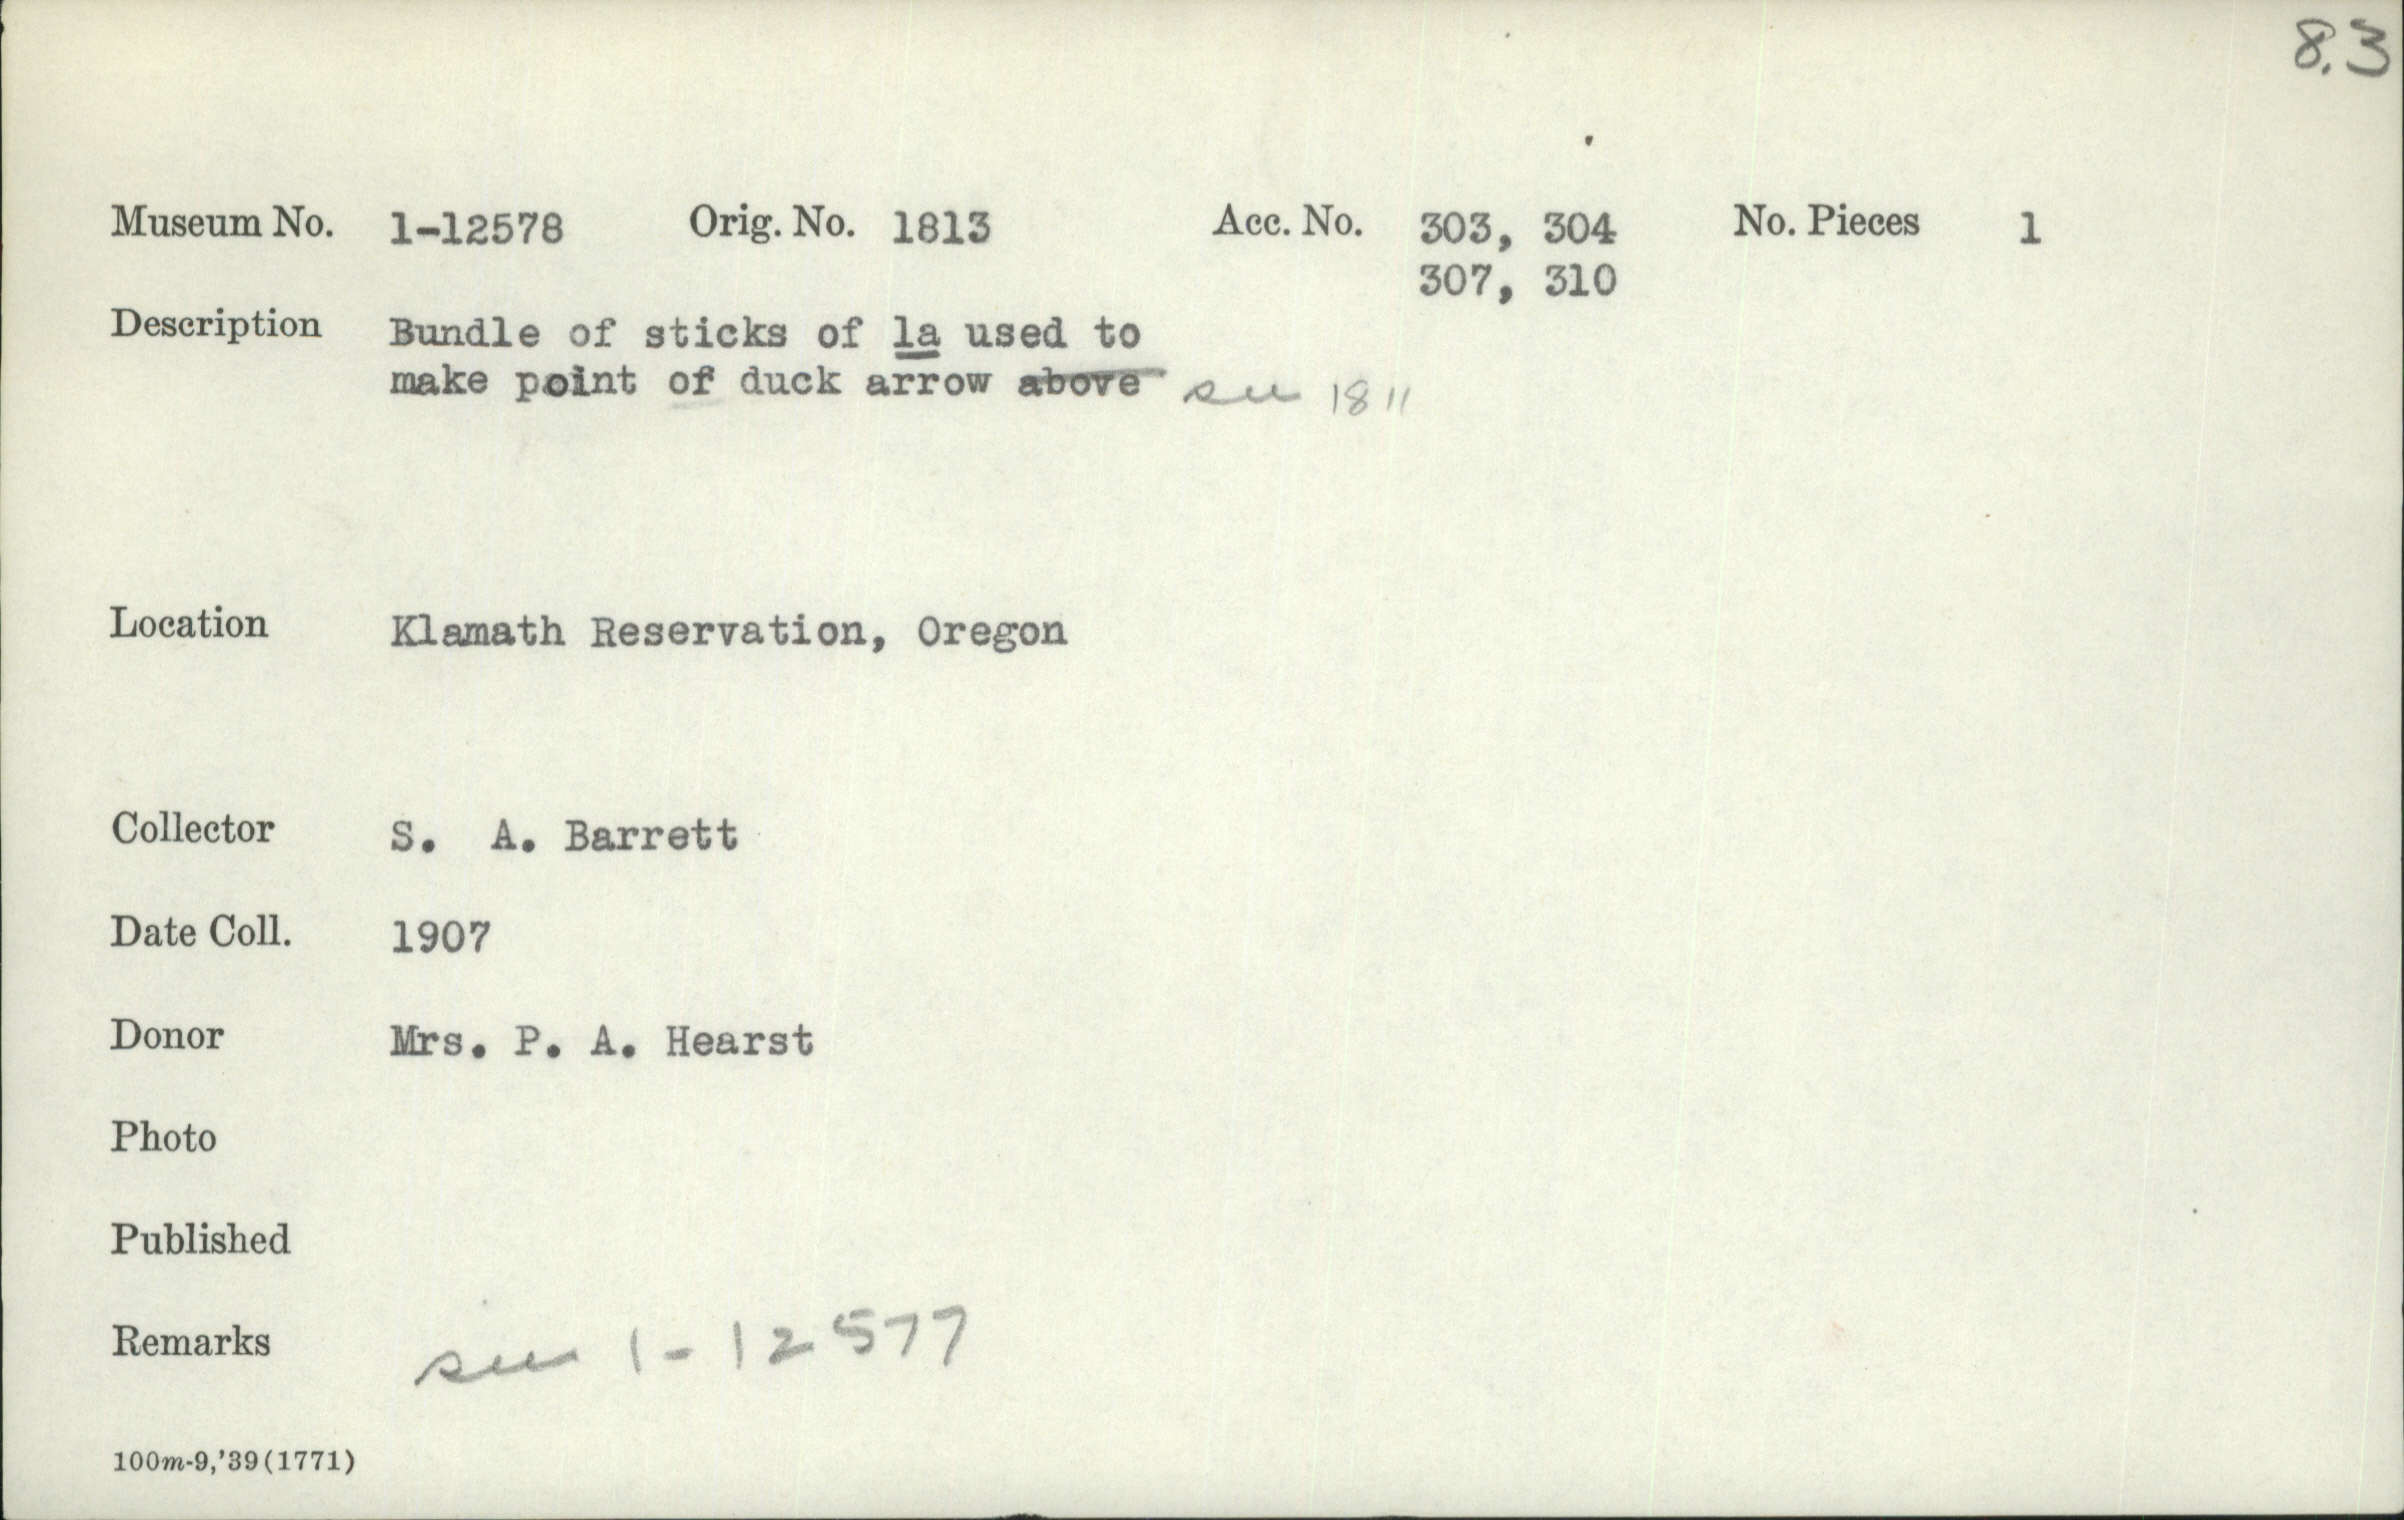 8.3
Museum No. 1-12578 Orig. No. 1813 Acc. No. 303, 304 No. Pieces 1
307, 310
Description Bundle of sticks of la used to
make point of duck arrow above see 1811
Location Klamath Reservation, Oregon
Collector S. A. Barrett
Date Coll. 1907
Donor Mrs. P. A. Hearst
Photo
Published
Remarks see 1-12577
100m-9,'39(1771)